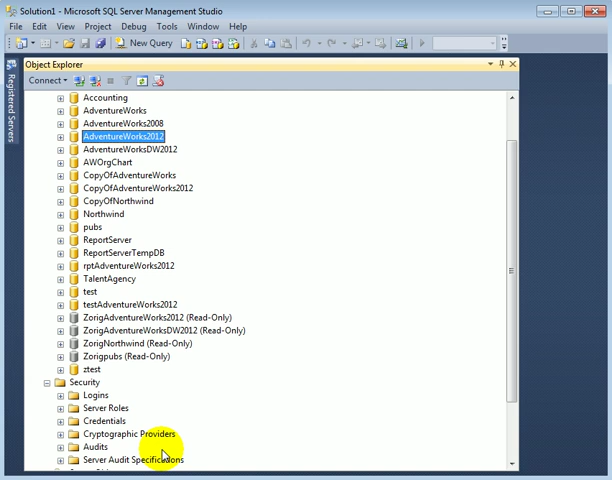 Solution1 - Microsoft SQL Server Management Studio
File Edit View Project Debug Tools Window Help
New Query
Registered Servers
Object Explorer
Connect
Accounting
AdventureWorks
AdventureWorks2008
AdventureWorks2012
AdventureWorksDW2012
AWOrgChart
CopyOfAdventureWorks
CopyOfAdventureWorks2012
CopyOfNorthwind
Northwind
pubs
ReportServer
ReportServerTempDB
rptAdventureWorks2012
TalentAgency
test
testAdventureWorks2012
ZorigAdventureWorks2012 (Read-Only)
ZorigAdventureWorksDW2012 (Read-Only)
ZorigNorthwind (Read-Only)
Zorigpubs (Read-Only)
ztest
Security
Logins
Server Roles
Credentials
Cryptographic Providers
Audits
Server Audit Specifications